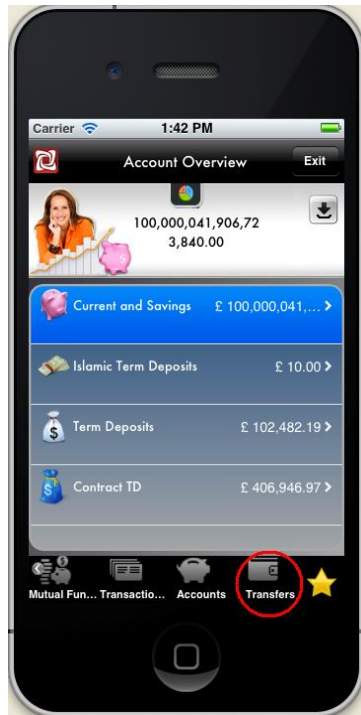 Carrier 1:42 PM
Account Overview Exit
100,000,041,906,72
3,840.00
Current and Savings £ 100,000,041,...
Islamic Term Deposits £ 10.00
Term Deposits £ 102,482.19
Contract TD £ 406,946.97
Mutual Fun... Transactio... Accounts Transfers